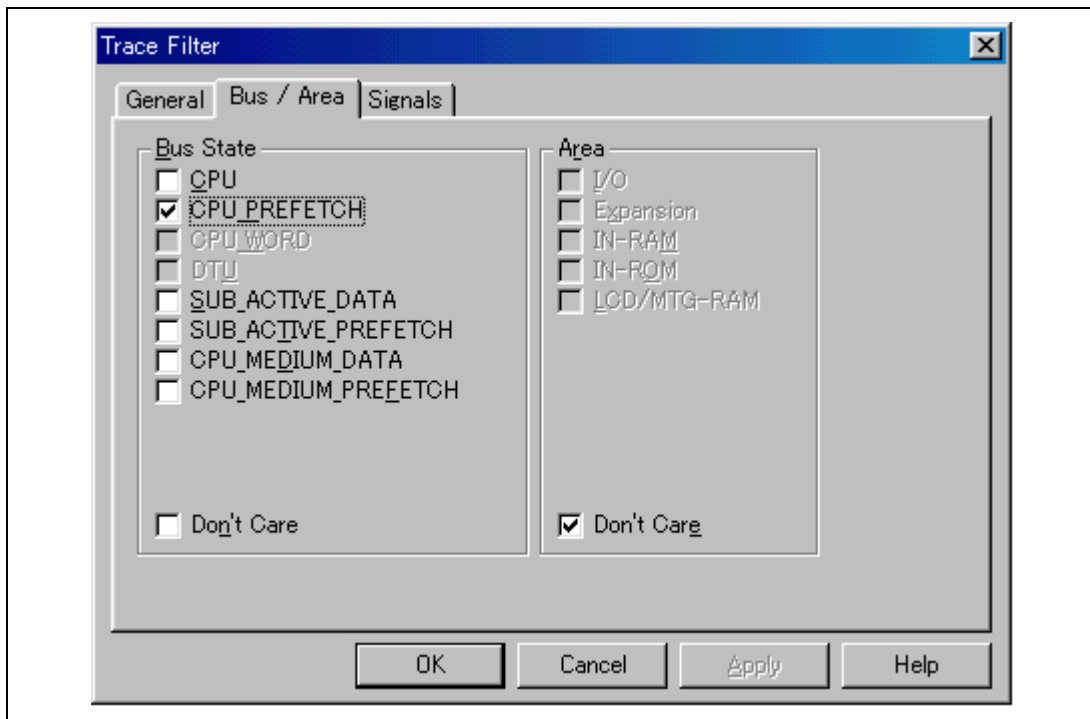 Trace Filter
General
Bus / Area
Signals
Bus State
CPU
CPU_PREFETCH
CPU_WORD
DTU
SUB_ACTIVE_DATA
SUB_ACTIVE_PREFETCH
CPU_MEDIUM_DATA
CPU_MEDIUM_PREFETCH
Don't Care
Area
I/O
Expansion
IN-RAM
IN-ROM
LCD/MTG-RAM
Don't Care
OK
Cancel
Apply
Help